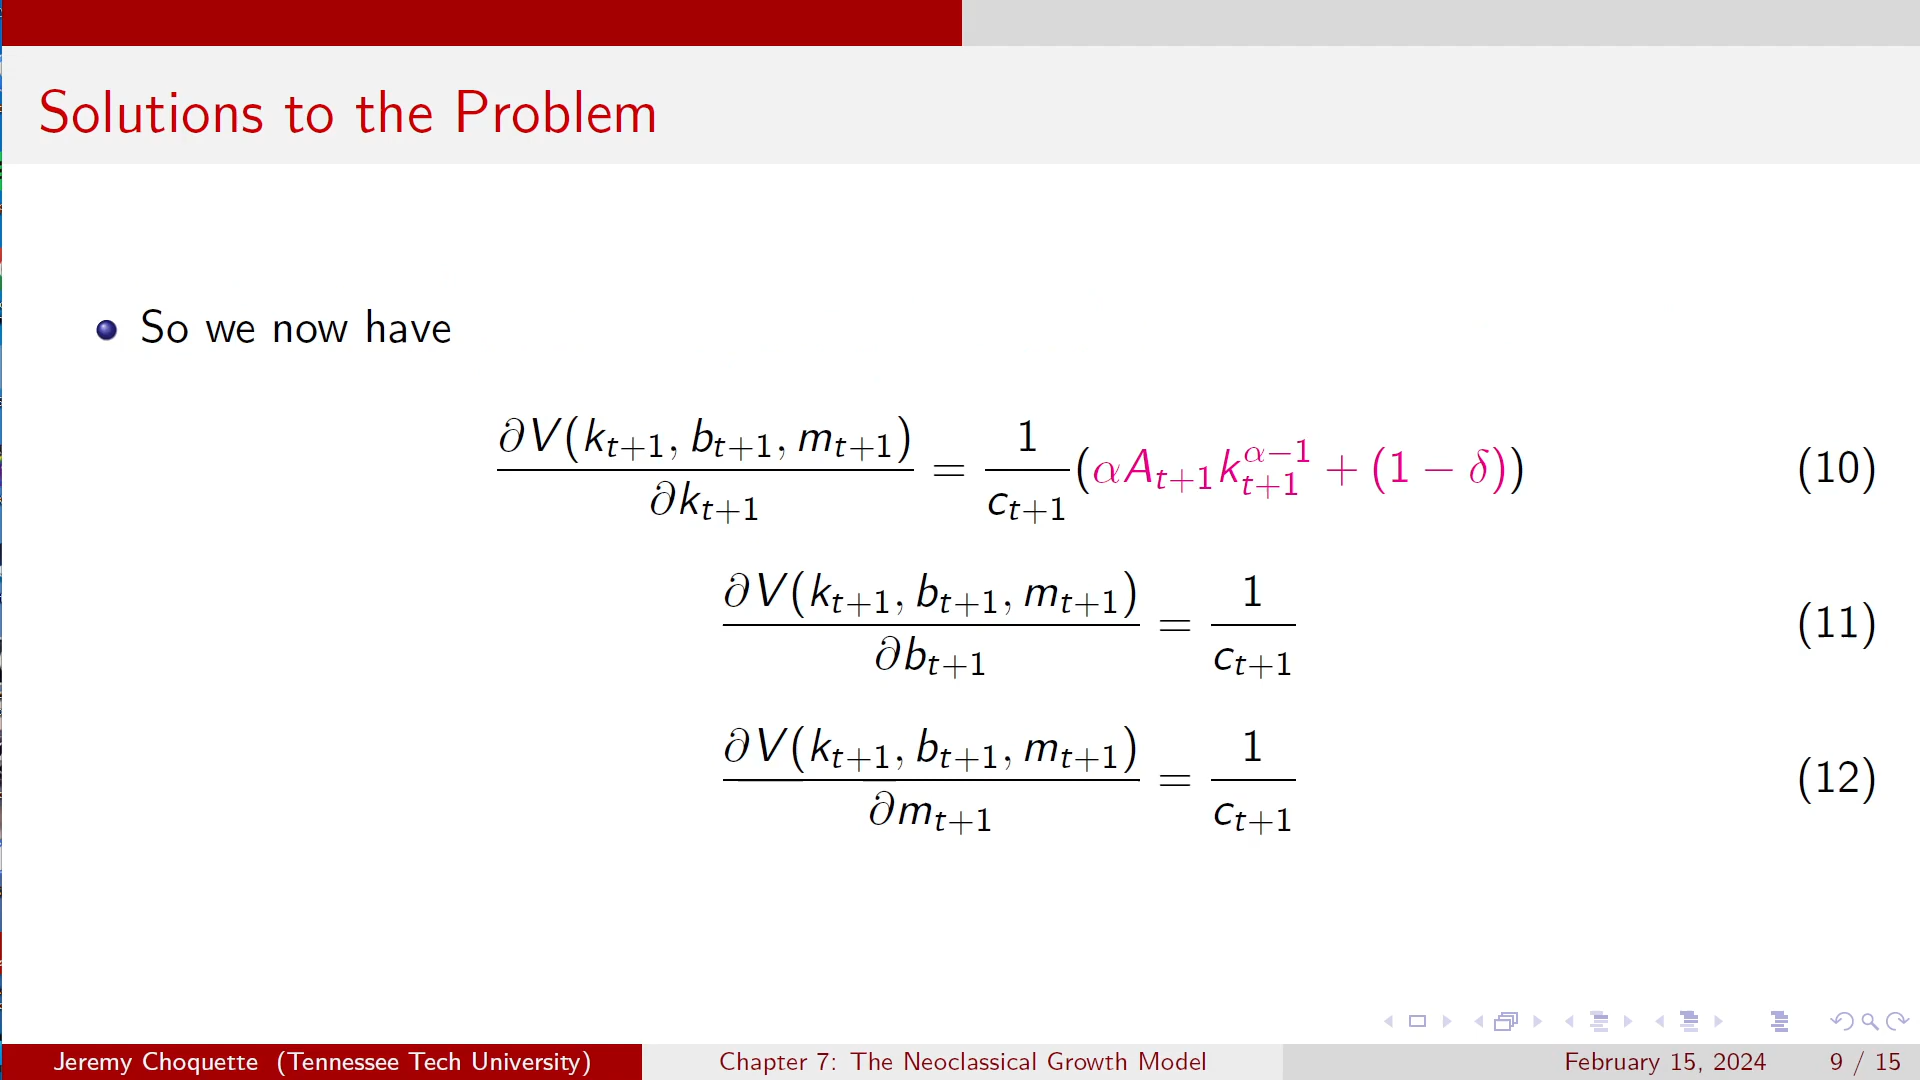 Solutions to the Problem
So we now have
∂V(k_{t+1}, b_{t+1}, m_{t+1}) / ∂k_{t+1} = 1 / c_{t+1} (αA_{t+1}k_{t+1}^{α−1} + (1 − δ)) (10)
∂V(k_{t+1}, b_{t+1}, m_{t+1}) / ∂b_{t+1} = 1 / c_{t+1} (11)
∂V(k_{t+1}, b_{t+1}, m_{t+1}) / ∂m_{t+1} = 1 / c_{t+1} (12)
Jeremy Choquette (Tennessee Tech University) Chapter 7: The Neoclassical Growth Model February 15, 2024 9 / 15